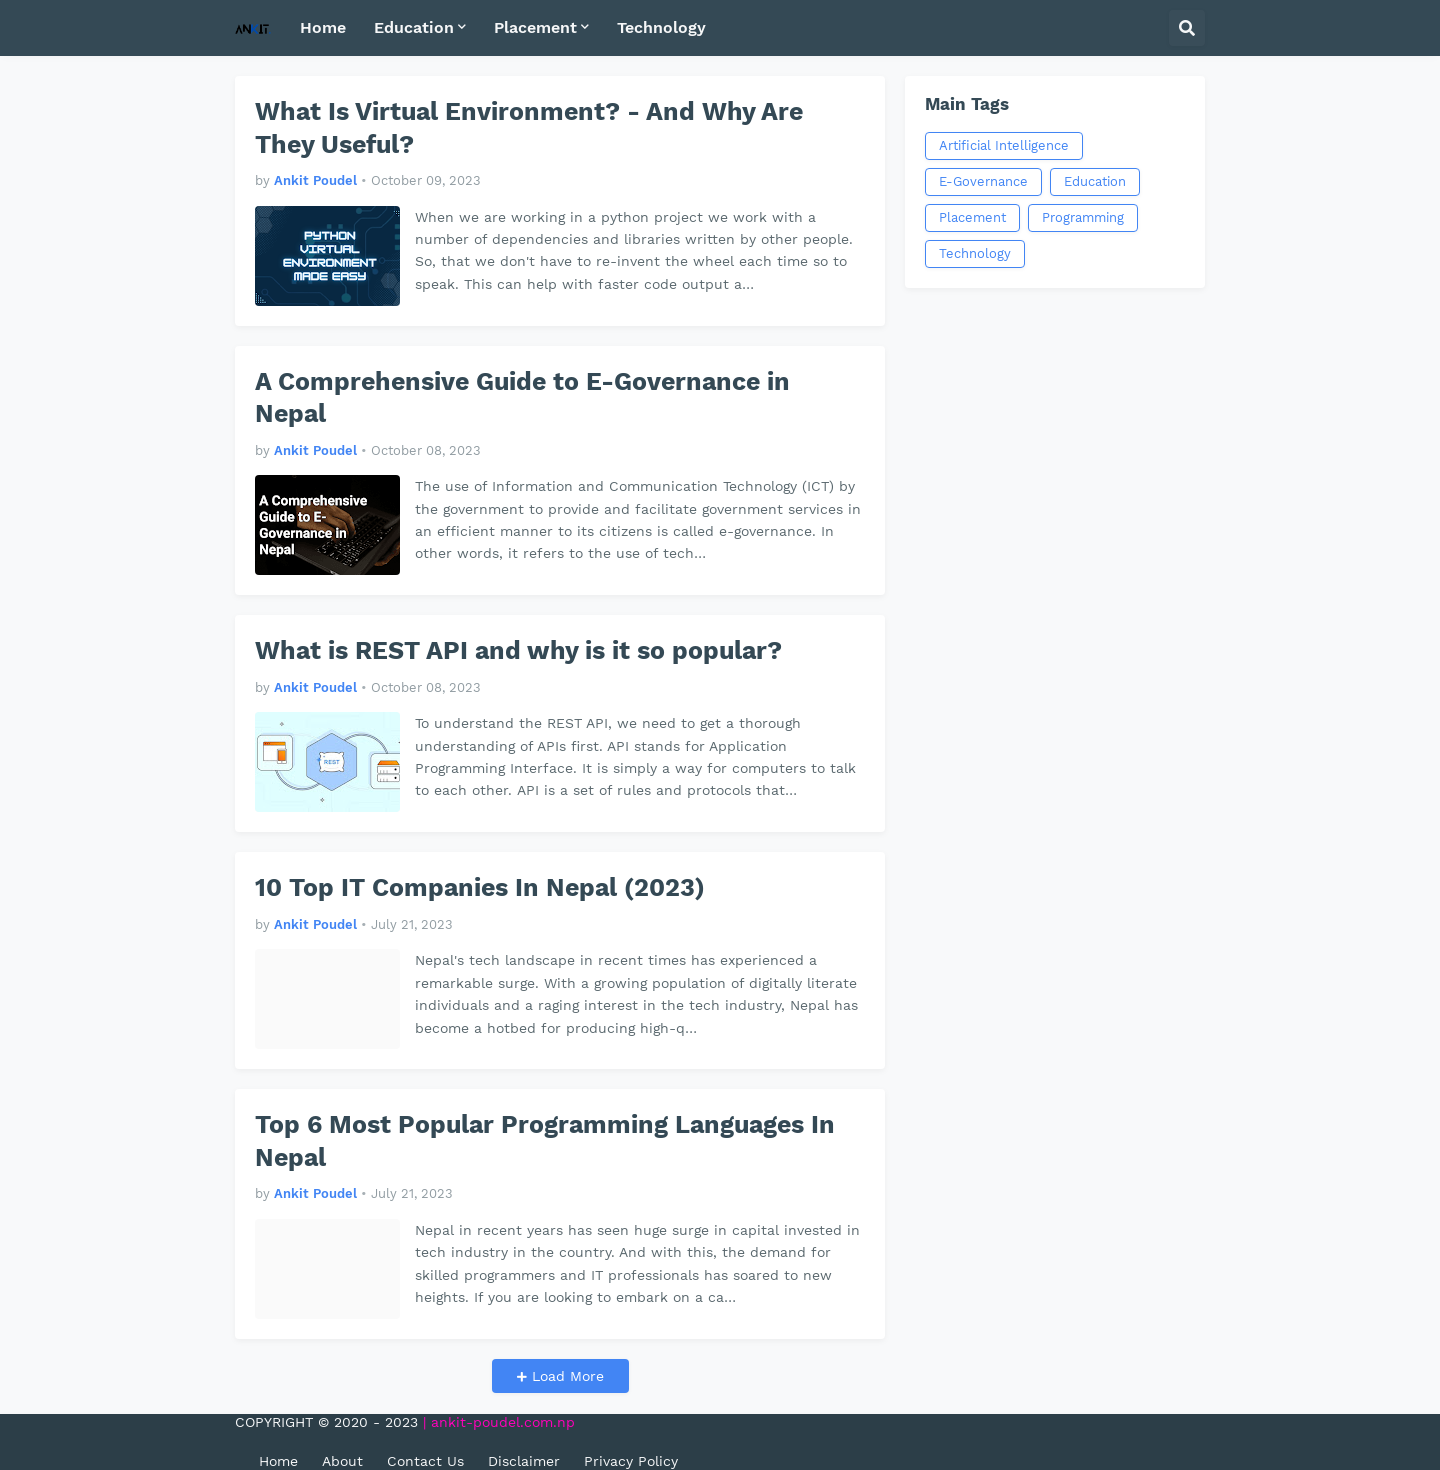 ANKIT Home Education Placement Technology
What Is Virtual Environment? - And Why Are
They Useful?
by Ankit Poudel • October 09, 2023
PYTHON
VIRTUAL
ENVIRONMENT
MADE EASY
When we are working in a python project we work with a
number of dependencies and libraries written by other people.
So, that we don't have to re-invent the wheel each time so to
speak. This can help with faster code output a...
A Comprehensive Guide to E-Governance in
Nepal
by Ankit Poudel • October 08, 2023
A Comprehensive
Guide to E-
Governance in
Nepal
The use of Information and Communication Technology (ICT) by
the government to provide and facilitate government services in
an efficient manner to its citizens is called e-governance. In
other words, it refers to the use of tech...
What is REST API and why is it so popular?
by Ankit Poudel • October 08, 2023
REST
To understand the REST API, we need to get a thorough
understanding of APIs first. API stands for Application
Programming Interface. It is simply a way for computers to talk
to each other. API is a set of rules and protocols that...
10 Top IT Companies In Nepal (2023)
by Ankit Poudel • July 21, 2023
Nepal's tech landscape in recent times has experienced a
remarkable surge. With a growing population of digitally literate
individuals and a raging interest in the tech industry, Nepal has
become a hotbed for producing high-q...
Top 6 Most Popular Programming Languages In
Nepal
by Ankit Poudel • July 21, 2023
Nepal in recent years has seen huge surge in capital invested in
tech industry in the country. And with this, the demand for
skilled programmers and IT professionals has soared to new
heights. If you are looking to embark on a ca...
+ Load More
Main Tags
Artificial Intelligence
E-Governance Education
Placement Programming
Technology
COPYRIGHT © 2020 - 2023 | ankit-poudel.com.np
Home About Contact Us Disclaimer Privacy Policy